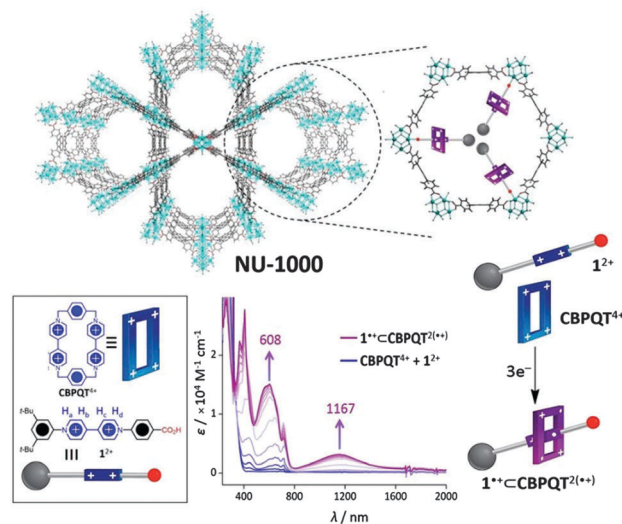 NU-1000
1²⁺
CBPQT⁴⁺
3e⁻
1•⁺⊂CBPQT²⁽•⁺⁾
CBPQT⁴⁺
t-Bu
t-Bu
Hₐ H_b H_c H_d
CO₂H
1²⁺
N N
N N
N N
608
1167
1•⁺⊂CBPQT²⁽•⁺⁾
CBPQT⁴⁺ + 1²⁺
ε / ×10⁴ M⁻¹ cm⁻¹
2
1
0
400 800 1200 1600 2000
λ / nm